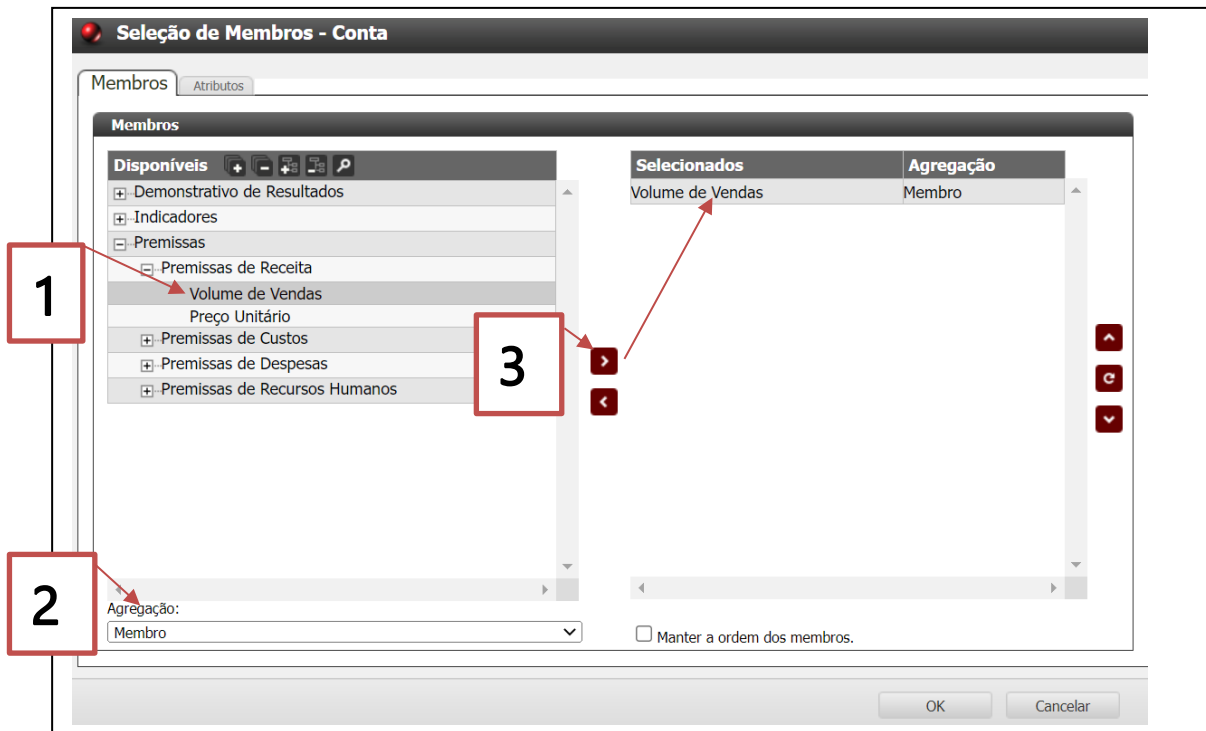 Seleção de Membros - Conta
Membros Atributos
Membros
Disponíveis
Demonstrativo de Resultados
Indicadores
Premissas
Premissas de Receita
Volume de Vendas
Preço Unitário
Premissas de Custos
Premissas de Despesas
Premissas de Recursos Humanos
Selecionados Agregação
Volume de Vendas Membro
1
3
2
Agregação:
Membro
Manter a ordem dos membros.
OK Cancelar